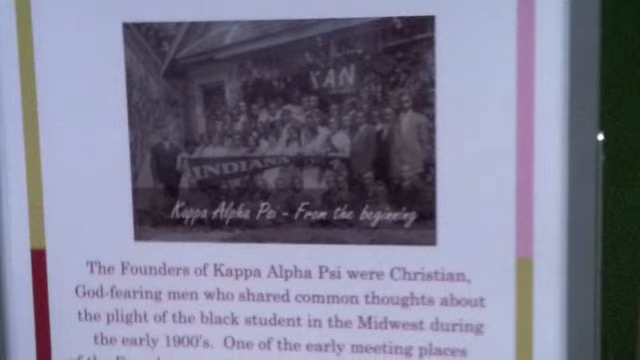 KAN
INDIANA
Kappa Alpha Psi - From the beginning
The Founders of Kappa Alpha Psi were Christian,
God-fearing men who shared common thoughts about
the plight of the black student in the Midwest during
the early 1900's. One of the early meeting places
of the